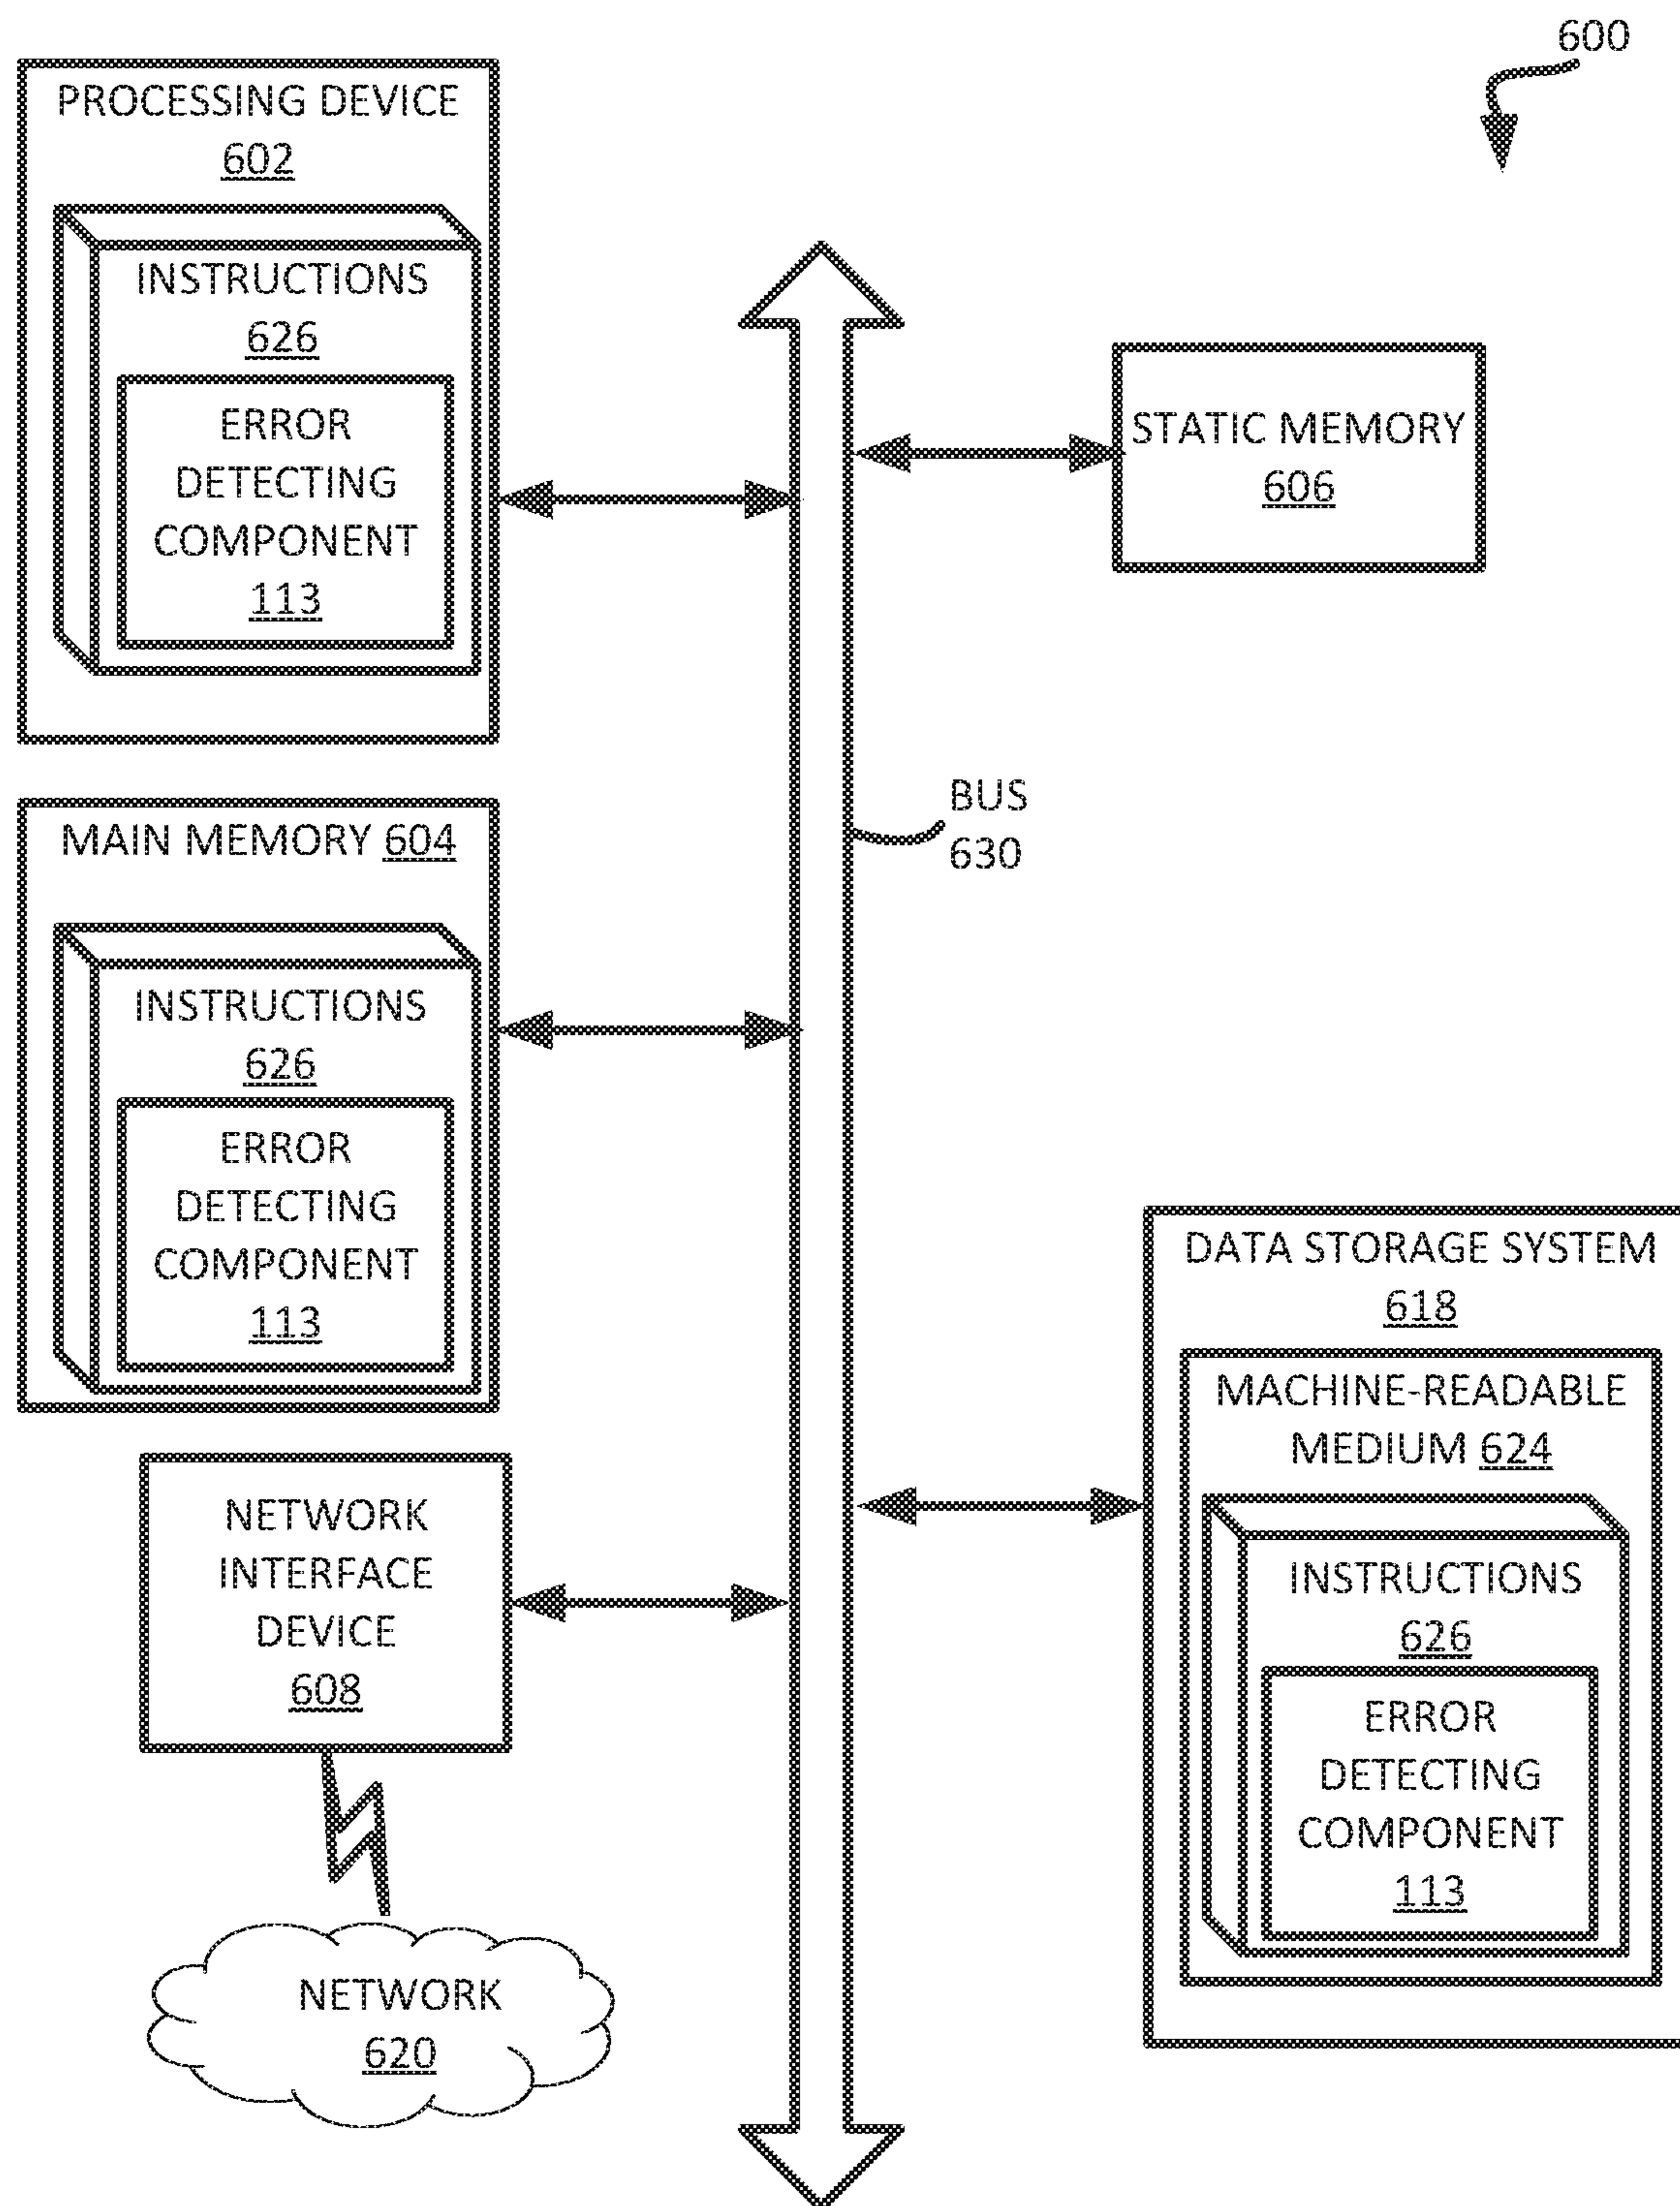 600
PROCESSING DEVICE
602
INSTRUCTIONS
626
ERROR
DETECTING
COMPONENT
113
STATIC MEMORY
606
BUS
630
MAIN MEMORY 604
INSTRUCTIONS
626
ERROR
DETECTING
COMPONENT
113
DATA STORAGE SYSTEM
618
MACHINE-READABLE
MEDIUM 624
INSTRUCTIONS
626
ERROR
DETECTING
COMPONENT
113
NETWORK
INTERFACE
DEVICE
608
NETWORK
620